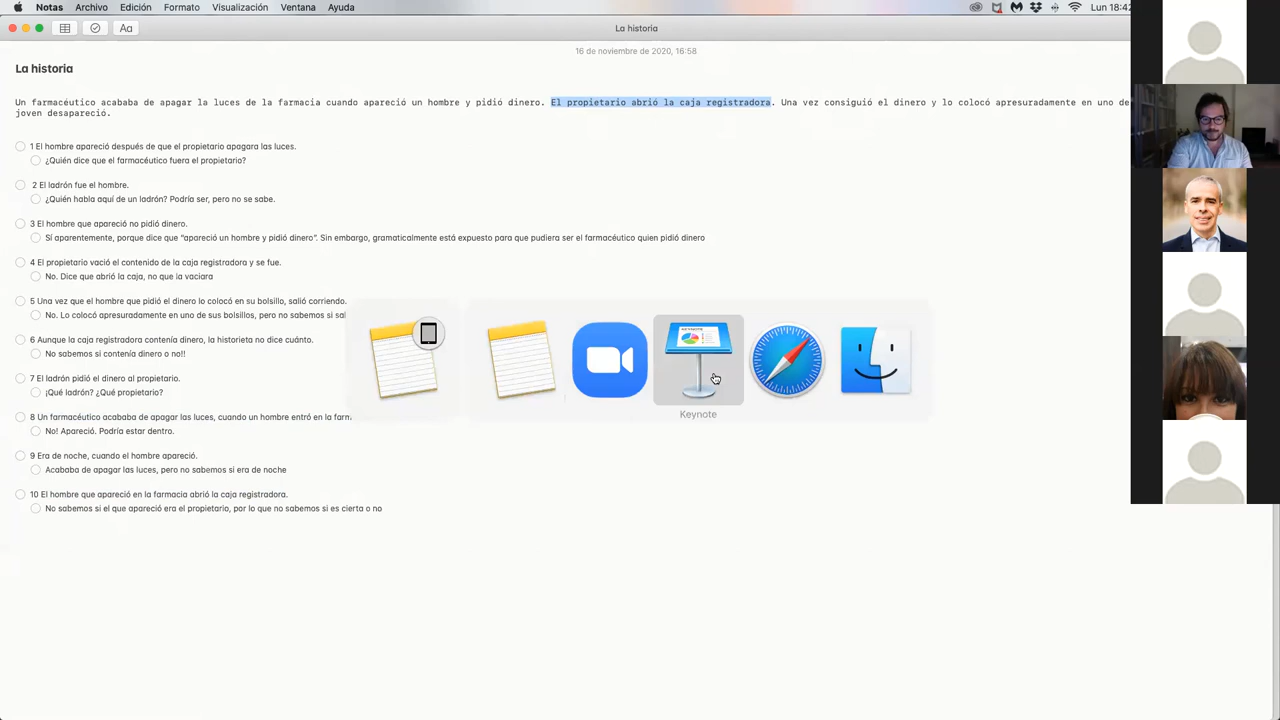 Notas Archivo Edición Formato Visualización Ventana Ayuda Lun 18:42
Aa La historia
16 de noviembre de 2020, 16:58
La historia
Un farmacéutico acababa de apagar la luces de la farmacia cuando apareció un hombre y pidió dinero. El propietario abrió la caja registradora. Una vez consiguió el dinero y lo colocó apresuradamente en uno de
joven desapareció.
1 El hombre apareció después de que el propietario apagara las luces.
¿Quién dice que el farmacéutico fuera el propietario?
2 El ladrón fue el hombre.
¿Quién habla aquí de un ladrón? Podría ser, pero no se sabe.
3 El hombre que apareció no pidió dinero.
Sí aparentemente, porque dice que “apareció un hombre y pidió dinero”. Sin embargo, gramaticalmente está expuesto para que pudiera ser el farmacéutico quien pidió dinero
4 El propietario vació el contenido de la caja registradora y se fue.
No. Dice que abrió la caja, no que la vaciara
5 Una vez que el hombre que pidió el dinero lo colocó en su bolsillo, salió corriendo.
No. Lo colocó apresuradamente en uno de sus bolsillos, pero no sabemos si sal
6 Aunque la caja registradora contenía dinero, la historieta no dice cuánto.
No sabemos si contenía dinero o no!!
7 El ladrón pidió el dinero al propietario.
¡Qué ladrón? ¿Qué propietario?
8 Un farmacéutico acababa de apagar las luces, cuando un hombre entró en la farm
No! Apareció. Podría estar dentro.
9 Era de noche, cuando el hombre apareció.
Acababa de apagar las luces, pero no sabemos si era de noche
10 El hombre que apareció en la farmacia abrió la caja registradora.
No sabemos si el que apareció era el propietario, por lo que no sabemos si es cierta o no
Keynote